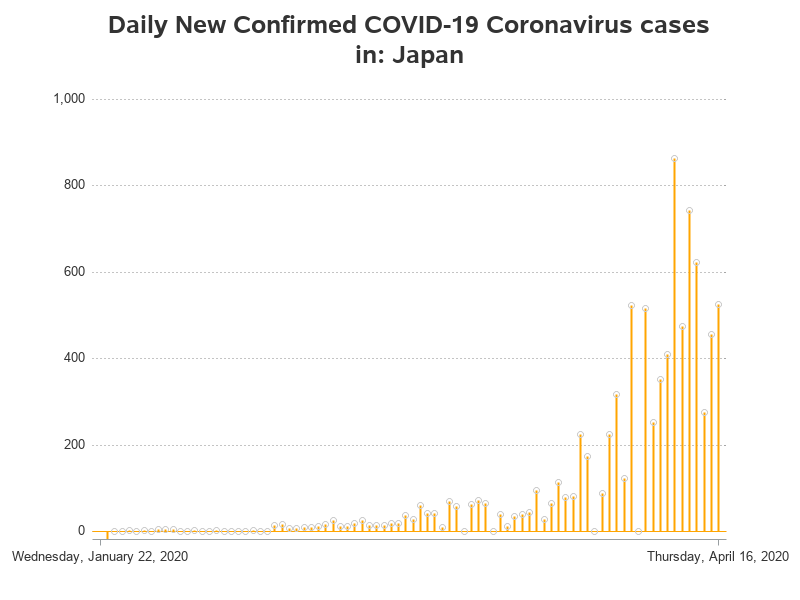 Daily New Confirmed COVID-19 Coronavirus cases
in: Japan
1,000
800
600
400
200
0
Wednesday, January 22, 2020
Thursday, April 16, 2020